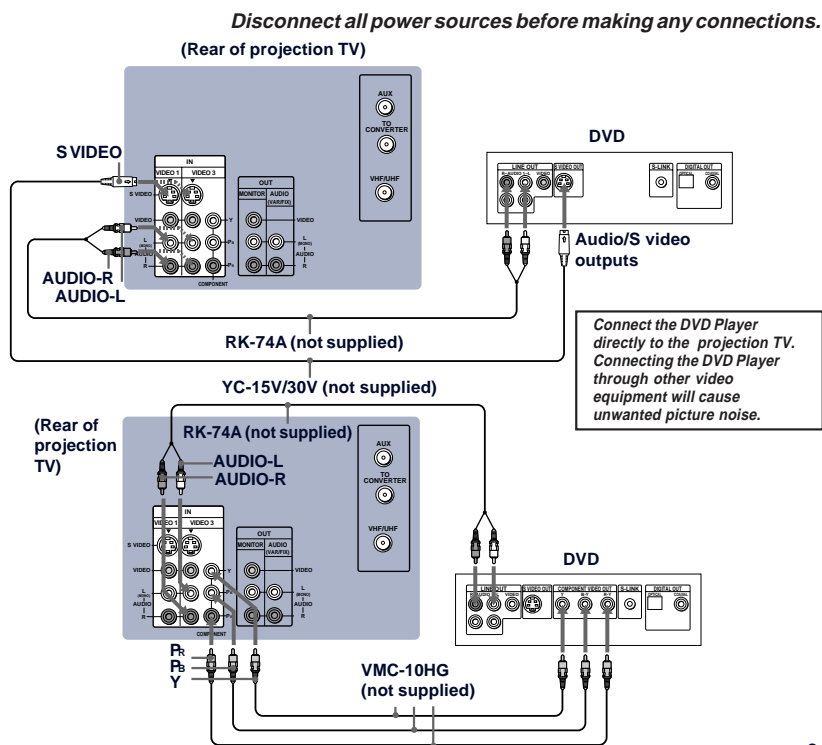 Disconnect all power sources before making any connections.
(Rear of projection TV)
AUX
TO
CONVERTER
VHF/UHF
S VIDEO
IN
VIDEO 1 VIDEO 3
S VIDEO
VIDEO
L
(MONO)
AUDIO
R
Y
PB
PR
COMPONENT
OUT
MONITOR AUDIO
(VAR/FIX)
VIDEO
L
(MONO)
AUDIO
R
AUDIO-R
AUDIO-L
DVD
LINE OUT
R-AUDIO-L VIDEO
S VIDEO OUT
S-LINK
DIGITAL OUT
OPTICAL COAXIAL
Audio/S video
outputs
RK-74A (not supplied)
YC-15V/30V (not supplied)
Connect the DVD Player
directly to the projection TV.
Connecting the DVD Player
through other video
equipment will cause
unwanted picture noise.
(Rear of
projection
TV)
RK-74A (not supplied)
AUDIO-L
AUDIO-R
AUX
TO
CONVERTER
VHF/UHF
IN
VIDEO 1 VIDEO 3
S VIDEO
VIDEO
L
(MONO)
AUDIO
R
Y
COMPONENT
OUT
MONITOR AUDIO
(VAR/FIX)
VIDEO
L
(MONO)
AUDIO
R
DVD
LINE OUT
VIDEO
S VIDEO OUT
COMPONENT VIDEO OUT
Y B-Y R-Y
S-LINK
DIGITAL OUT
OPTICAL COAXIAL
PR
PB
Y
VMC-10HG
(not supplied)